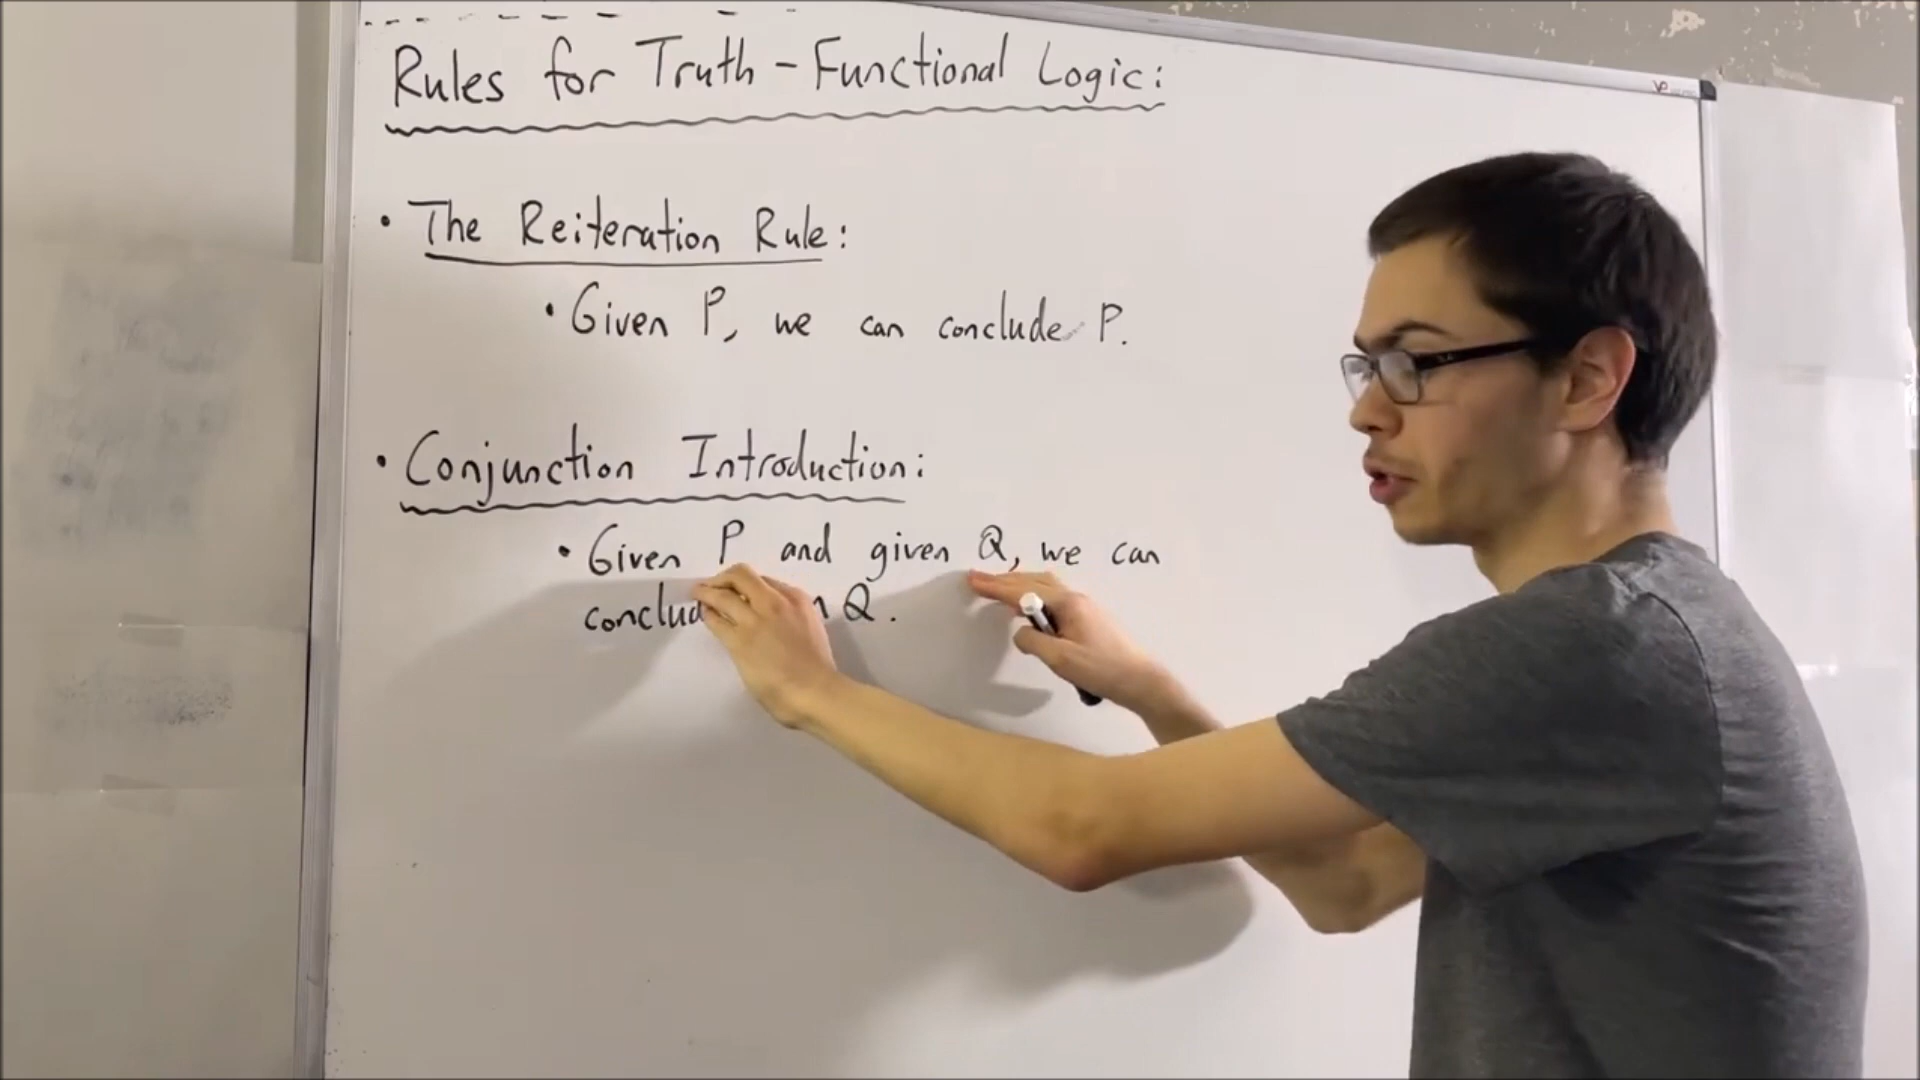 Rules for Truth - Functional Logic:
• The Reiteration Rule:
• Given P, we can conclude P.
• Conjunction Introduction:
• Given P and given Q, we can
Q.